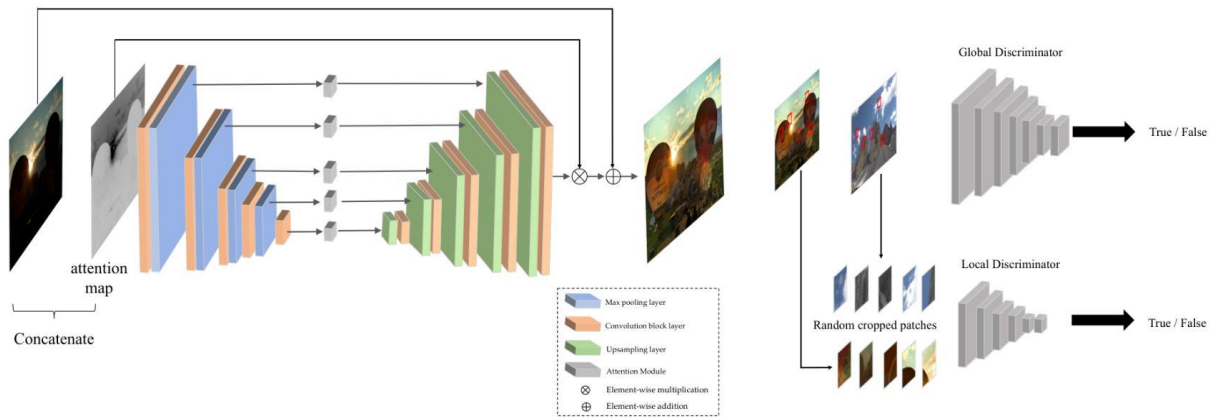 attention
map
Concatenate
Max pooling layer
Convolution block layer
Upsampling layer
Attention Module
Element-wise multiplication
Element-wise addition
Global Discriminator
True / False
Local Discriminator
Random cropped patches
True / False